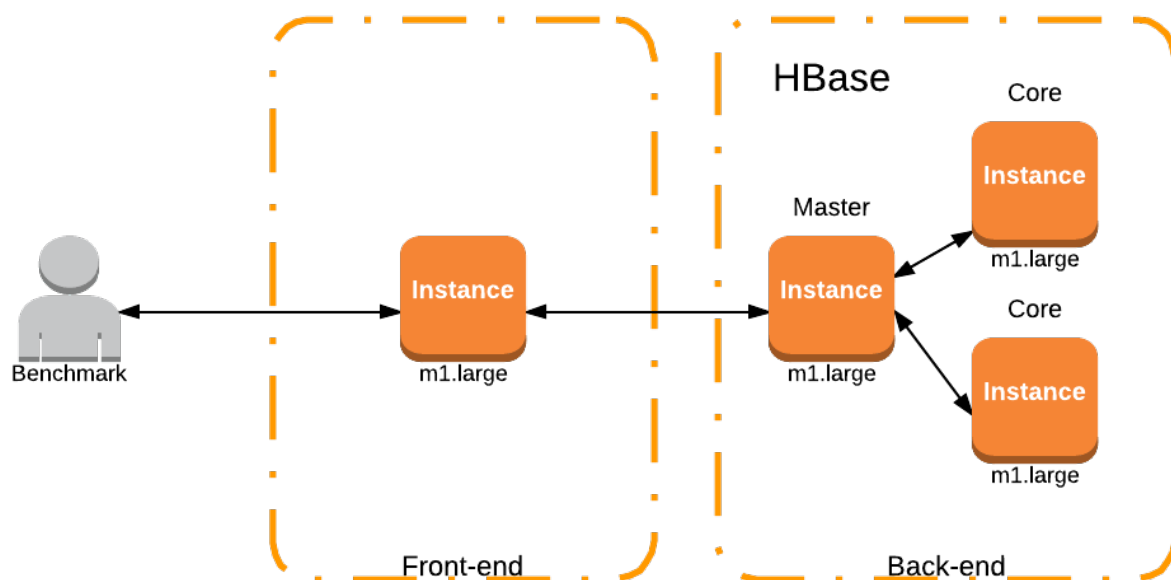 HBase
Core
Instance
m1.large
Master
Instance
m1.large
Core
Instance
m1.large
Instance
m1.large
Benchmark
Front-end
Back-end